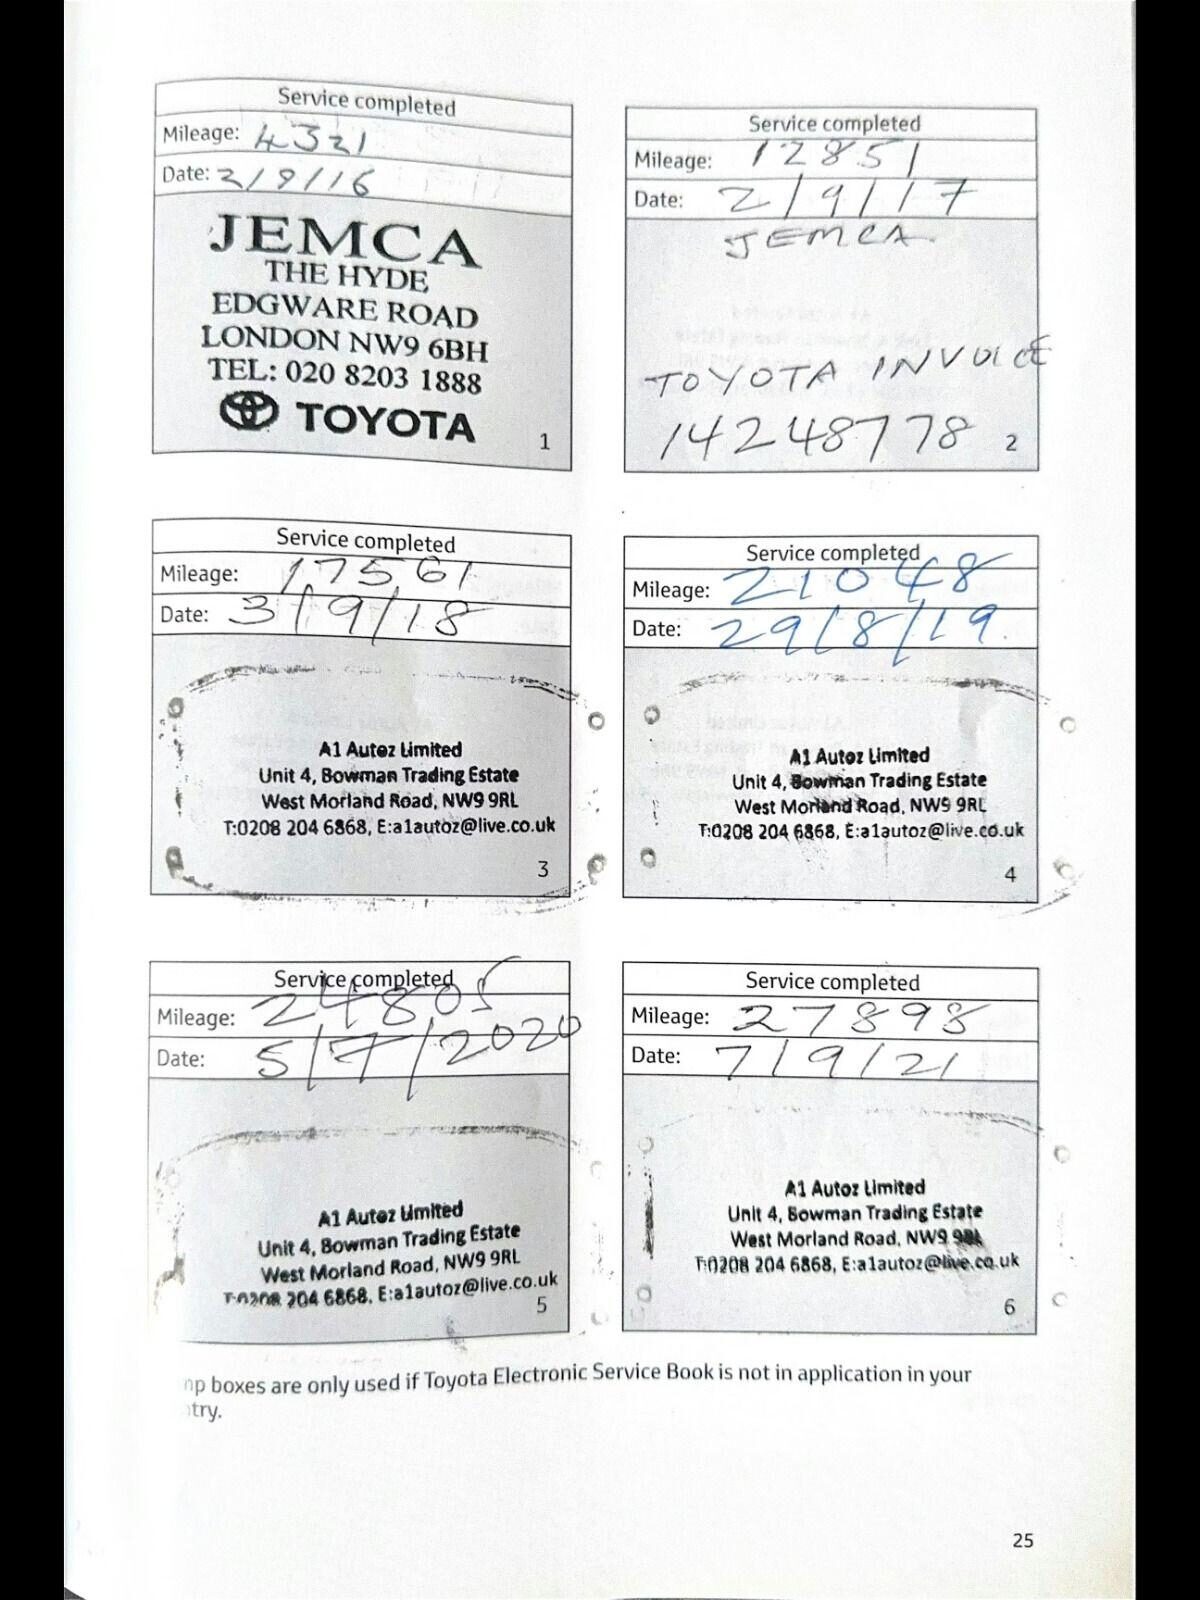 Service completed
Mileage: 4321
Date: 2/9/16
JEMCA
THE HYDE
EDGWARE ROAD
LONDON NW9 6BH
TEL: 020 8203 1888
TOYOTA
1
Service completed
Mileage: 12851
Date: 2/9/17
JEMCA
TOYOTA INVOICE
14248778
2
Service completed
Mileage: 17561
Date: 3/9/18
A1 Autoz Limited
Unit 4, Bowman Trading Estate
West Morland Road, NW9 9RL
T:0208 204 6868, E:a1autoz@live.co.uk
3
Service completed
Mileage: 21048
Date: 29/8/19
A1 Autoz Limited
Unit 4, Bowman Trading Estate
West Morland Road, NW9 9RL
T:0208 204 6868, E:a1autoz@live.co.uk
4
Service completed
Mileage: 24805
Date: 5/7/2020
A1 Autoz Limited
Unit 4, Bowman Trading Estate
West Morland Road, NW9 9RL
T:0208 204 6868, E:a1autoz@live.co.uk
5
Service completed
Mileage: 27898
Date: 7/9/21
A1 Autoz Limited
Unit 4, Bowman Trading Estate
West Morland Road, NW9 9RL
T:0208 204 6868, E:a1autoz@live.co.uk
6
mp boxes are only used if Toyota Electronic Service Book is not in application in your
try.
25